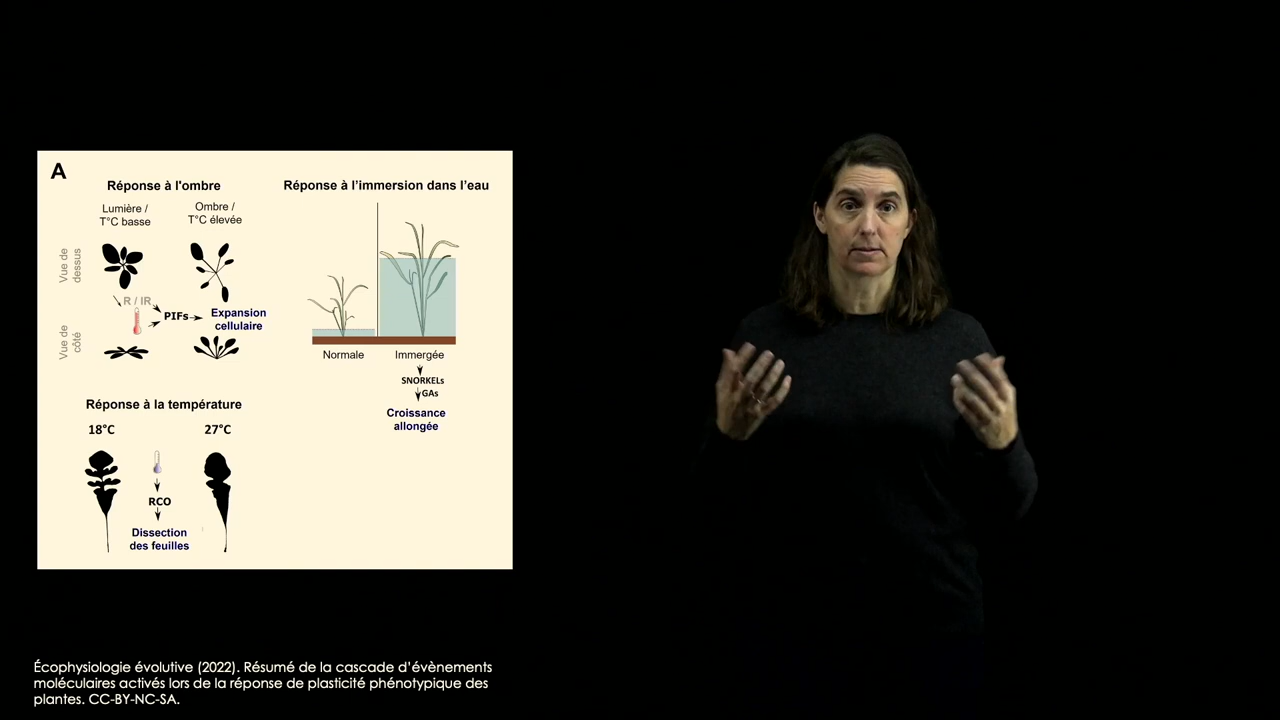 A
Réponse à l'ombre
Lumière /
T°C basse
Ombre /
T°C élevée
Vue de
dessus
R / IR
PIFs
Expansion
cellulaire
Vue de
côté
Réponse à l'immersion dans l'eau
Normale
Immergée
SNORKELs
GAs
Croissance
allongée
Réponse à la température
18°C
27°C
RCO
Dissection
des feuilles
Écophysiologie évolutive (2022). Résumé de la cascade d'évènements
moléculaires activés lors de la réponse de plasticité phénotypique des
plantes. CC-BY-NC-SA.